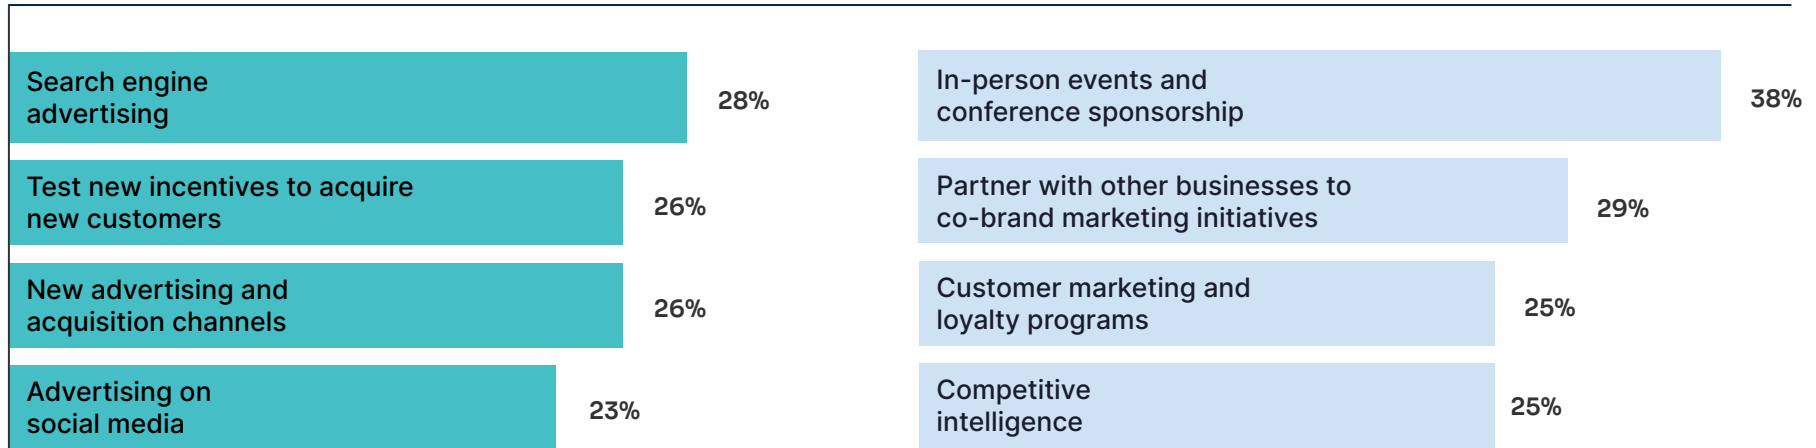 Search engine
advertising
28%
Test new incentives to acquire
new customers
26%
New advertising and
acquisition channels
26%
Advertising on
social media
23%
In-person events and
conference sponsorship
38%
Partner with other businesses to
co-brand marketing initiatives
29%
Customer marketing and
loyalty programs
25%
Competitive
intelligence
25%